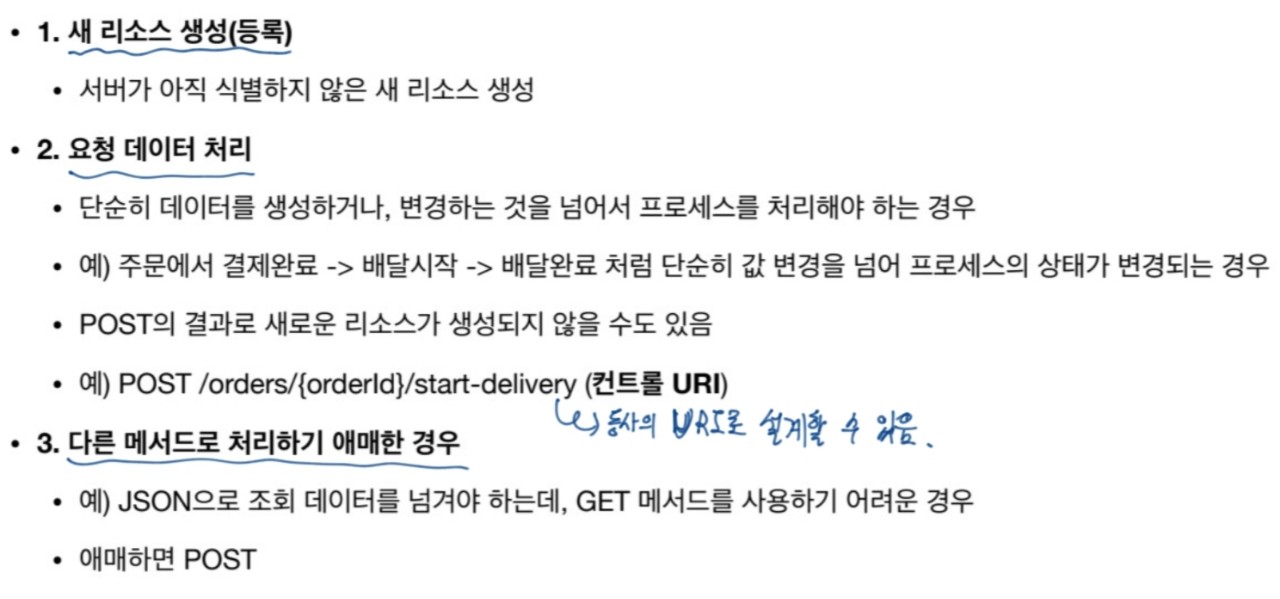 • 1. 새 리소스 생성(등록)
• 서버가 아직 식별하지 않은 새 리소스 생성
• 2. 요청 데이터 처리
• 단순히 데이터를 생성하거나, 변경하는 것을 넘어서 프로세스를 처리해야 하는 경우
• 예) 주문에서 결제완료 -> 배달시작 -> 배달완료 처럼 단순히 값 변경을 넘어 프로세스의 상태가 변경되는 경우
• POST의 결과로 새로운 리소스가 생성되지 않을 수도 있음
• 예) POST /orders/{orderId}/start-delivery (컨트롤 URI)
동사의 URI로 설계할 수 있음.
• 3. 다른 메서드로 처리하기 애매한 경우
• 예) JSON으로 조회 데이터를 넘겨야 하는데, GET 메서드를 사용하기 어려운 경우
• 애매하면 POST